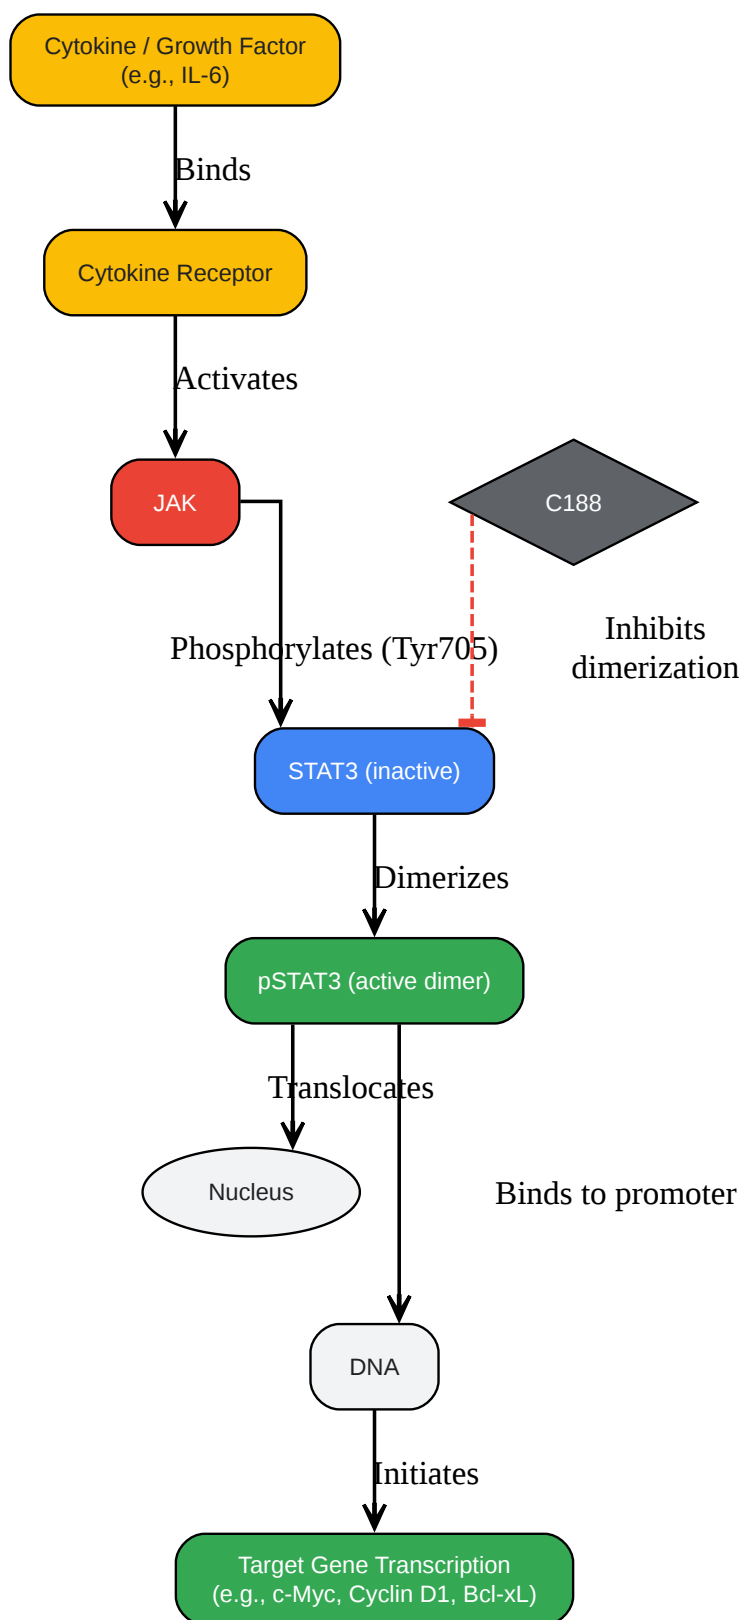 Cytokine / Growth Factor
(e.g., IL-6)
Binds
Cytokine Receptor
Activates
JAK
C188
Phosphorylates (Tyr705)
Inhibits
dimerization
STAT3 (inactive)
Dimerizes
pSTAT3 (active dimer)
Translocates
Nucleus
Binds to promoter
DNA
Initiates
Target Gene Transcription
(e.g., c-Myc, Cyclin D1, Bcl-xL)